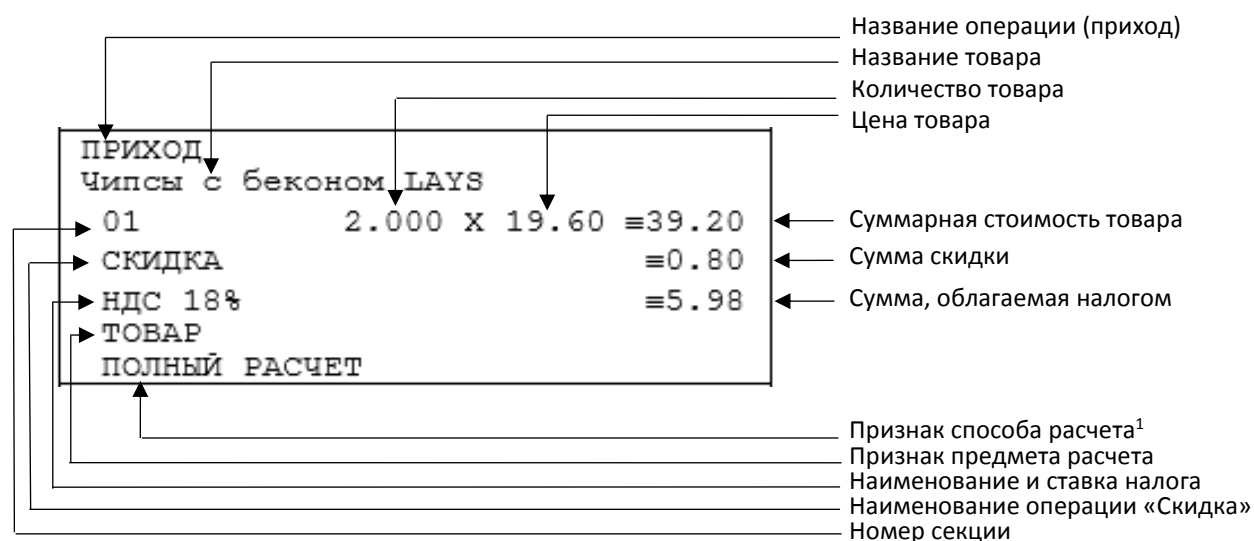 Название операции (приход)
Название товара
Количество товара
Цена товара
ПРИХОД
Чипсы с беконом LAYS
01 2.000 X 19.60 ≡39.20
Суммарная стоимость товара
СКИДКА ≡0.80
Сумма скидки
НДС 18% ≡5.98
Сумма, облагаемая налогом
ТОВАР
ПОЛНЫЙ РАСЧЕТ
Признак способа расчета¹
Признак предмета расчета
Наименование и ставка налога
Наименование операции «Скидка»
Номер секции